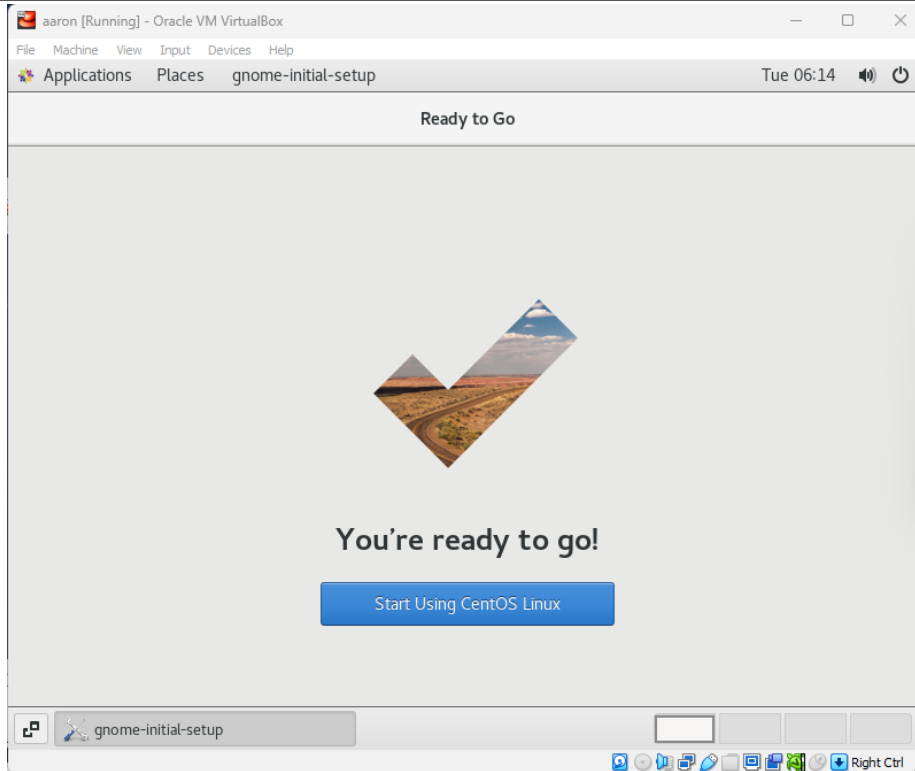 aaron [Running] - Oracle VM VirtualBox
File Machine View Input Devices Help
Applications Places gnome-initial-setup Tue 06:14
Ready to Go
You're ready to go!
Start Using CentOS Linux
gnome-initial-setup
Right Ctrl